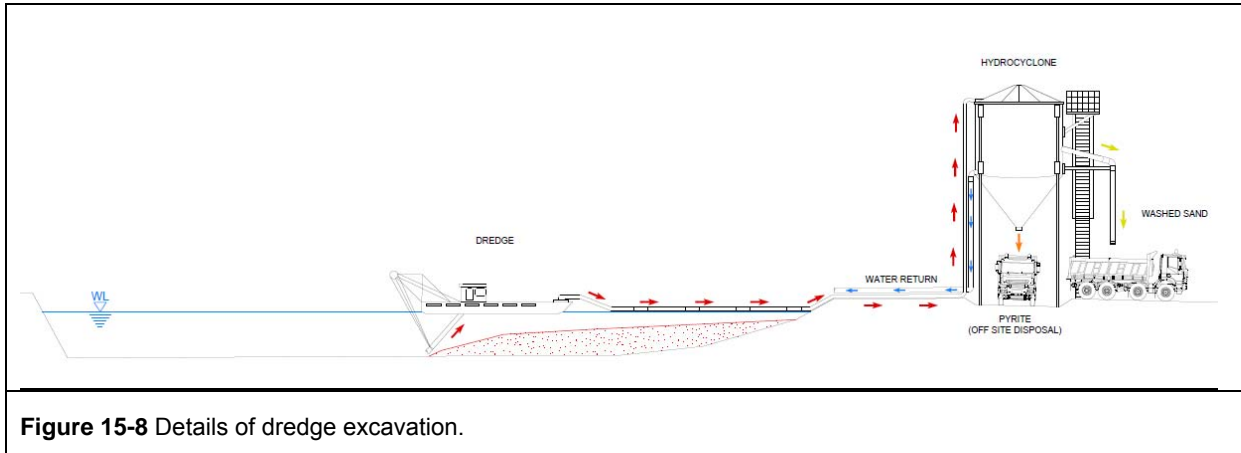 HYDROCYCLONE
WASHED SAND
DREDGE
WATER RETURN
WL
PYRITE
(OFF SITE DISPOSAL)
Figure 15-8 Details of dredge excavation.